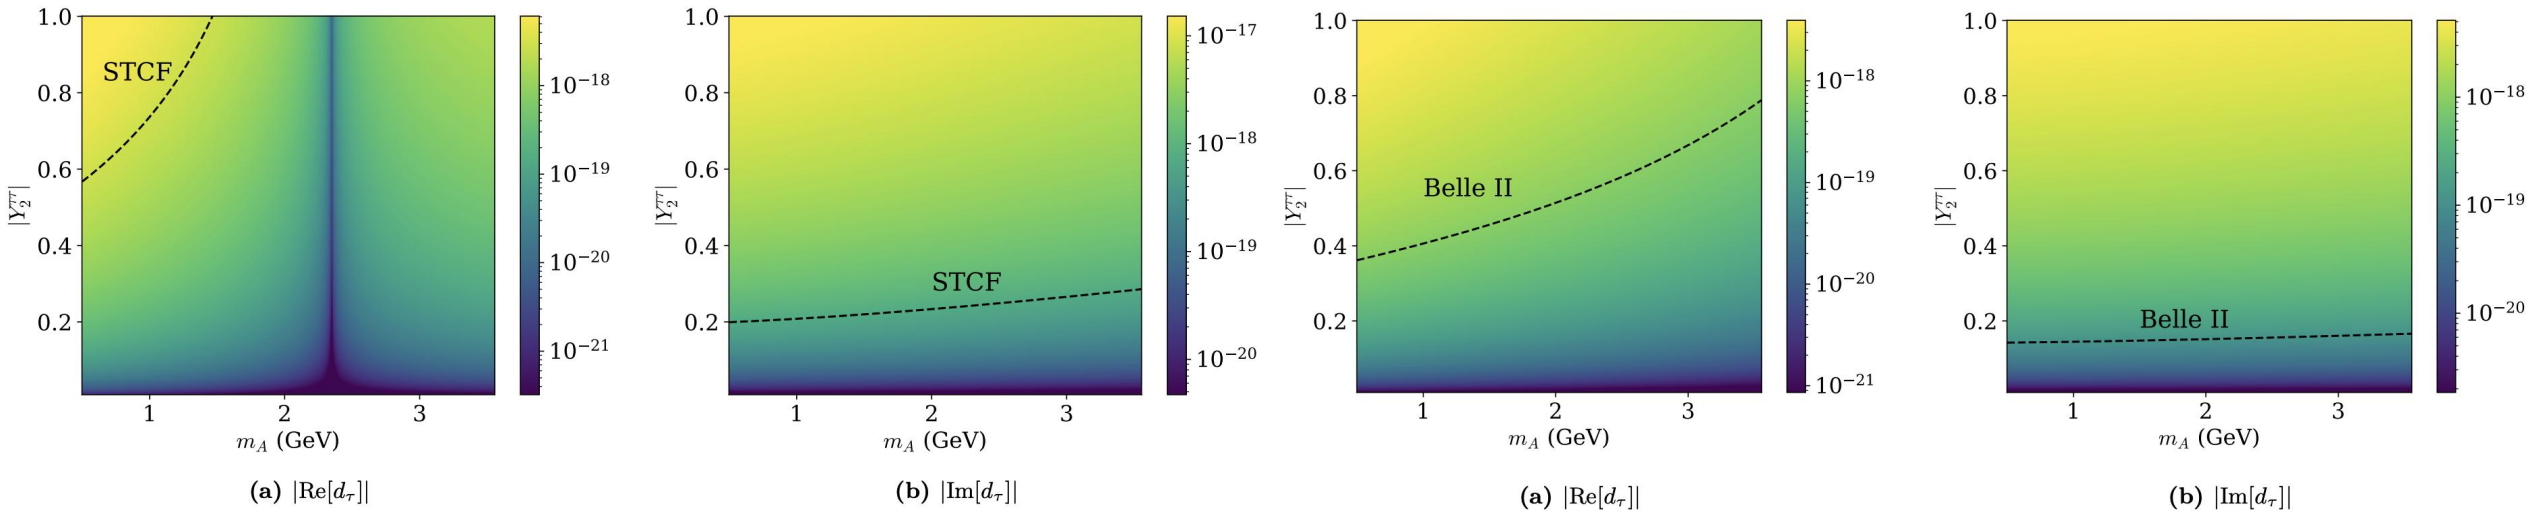 1.0
0.8
0.6
0.4
0.2
|Y_2^{ττ}|
STCF
1 2 3
m_A (GeV)
10^{-18}
10^{-19}
10^{-20}
10^{-21}
(a) |Re[d_τ]|
1.0
0.8
0.6
0.4
0.2
|Y_2^{ττ}|
STCF
1 2 3
m_A (GeV)
10^{-17}
10^{-18}
10^{-19}
10^{-20}
(b) |Im[d_τ]|
1.0
0.8
0.6
0.4
0.2
|Y_2^{ττ}|
Belle II
1 2 3
m_A (GeV)
10^{-18}
10^{-19}
10^{-20}
10^{-21}
(a) |Re[d_τ]|
1.0
0.8
0.6
0.4
0.2
|Y_2^{ττ}|
Belle II
1 2 3
m_A (GeV)
10^{-18}
10^{-19}
10^{-20}
(b) |Im[d_τ]|